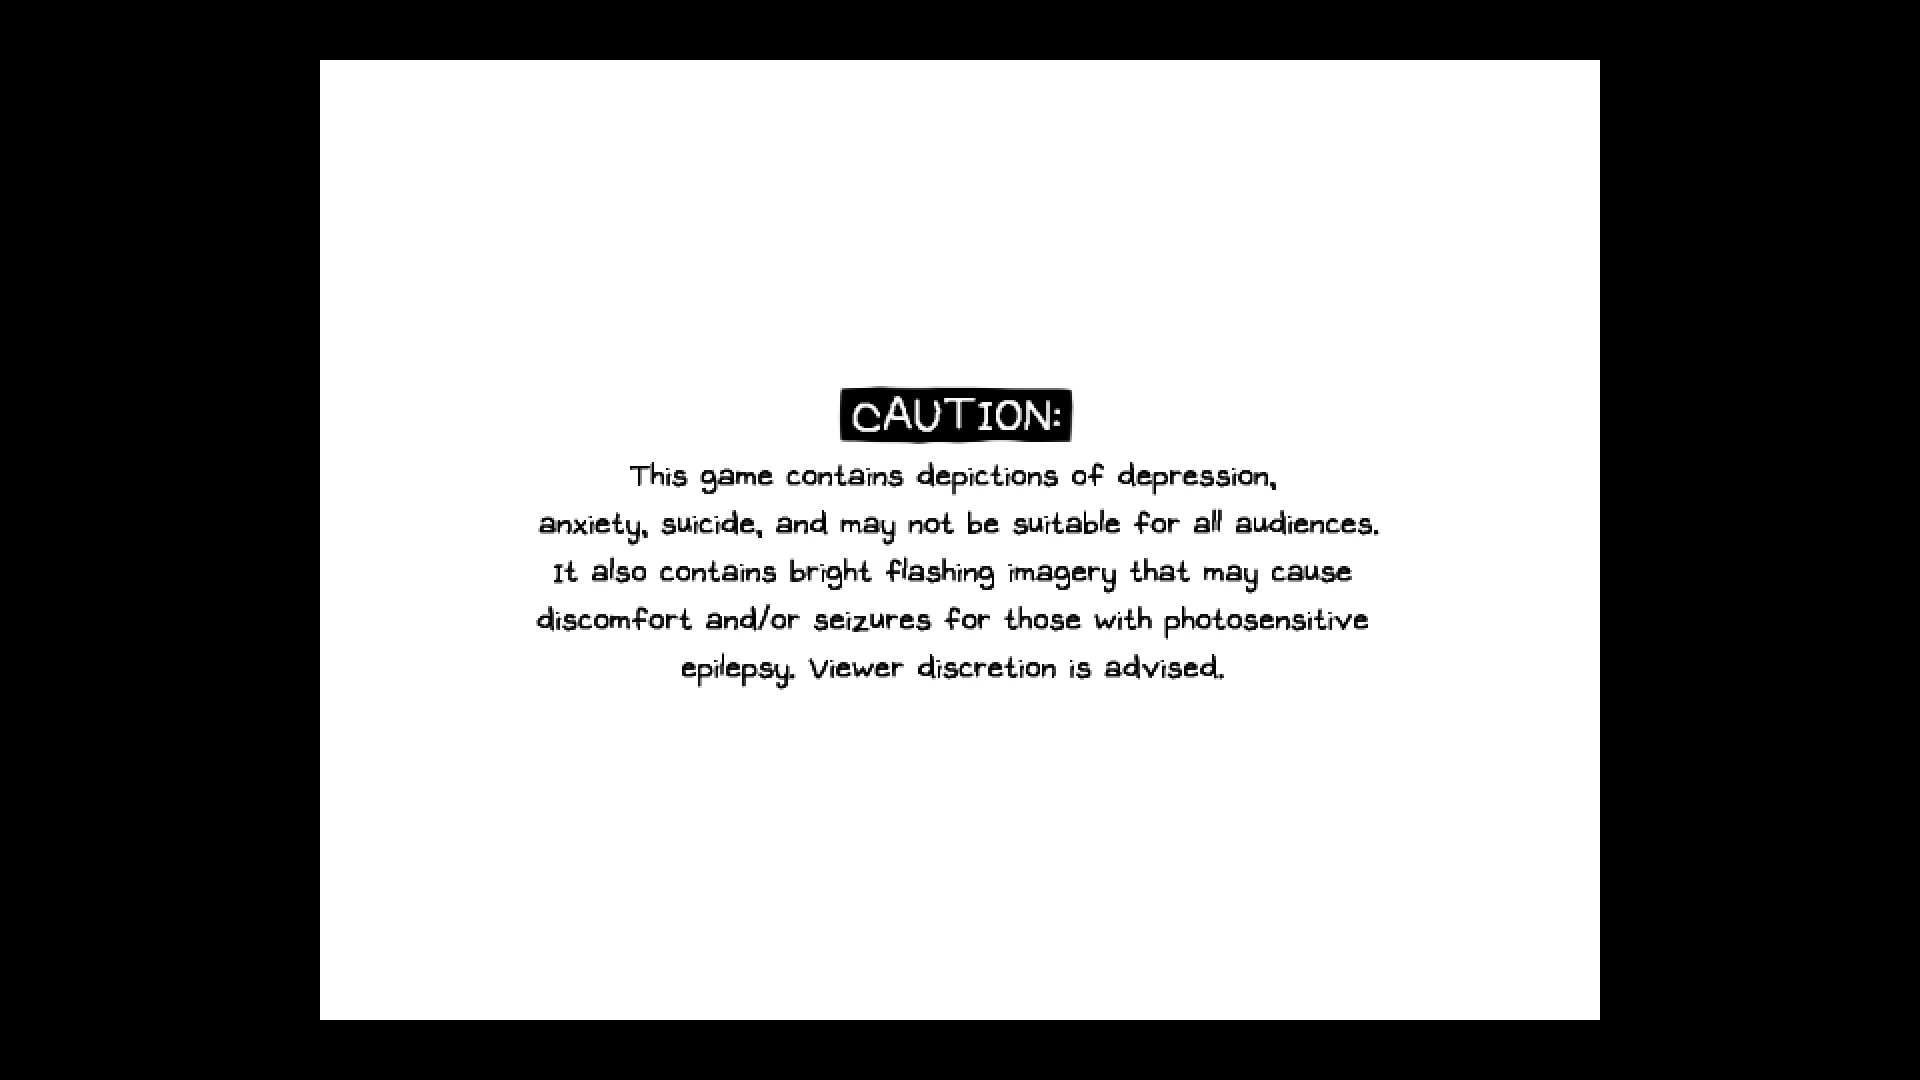 CAUTION:
This game contains depictions of depression,
anxiety, suicide, and may not be suitable for all audiences.
It also contains bright flashing imagery that may cause
discomfort and/or seizures for those with photosensitive
epilepsy. Viewer discretion is advised.